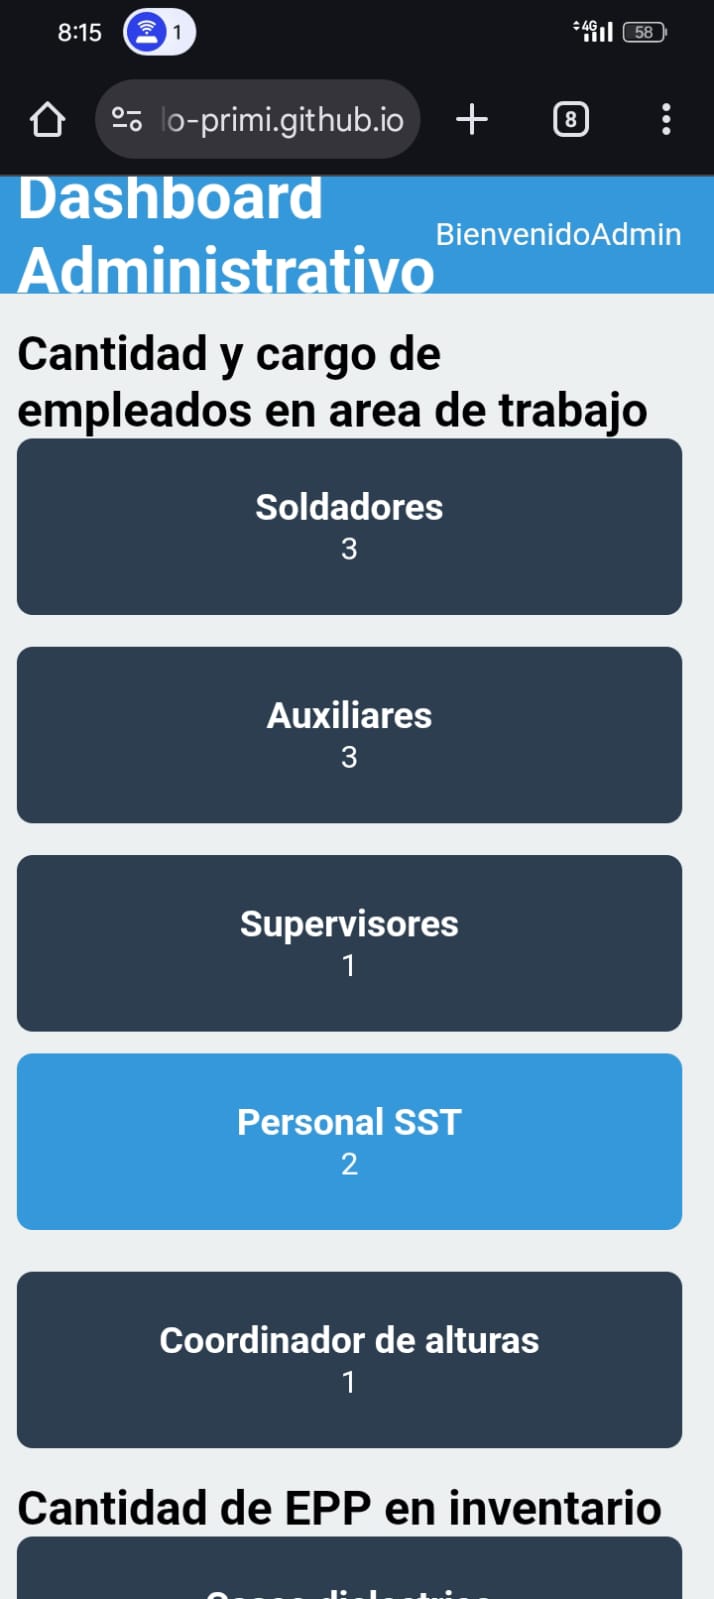 8:15
1
4G
58
lo-primi.github.io
8
Dashboard
Administrativo
BienvenidoAdmin
Cantidad y cargo de
empleados en area de trabajo
Soldadores
3
Auxiliares
3
Supervisores
1
Personal SST
2
Coordinador de alturas
1
Cantidad de EPP en inventario